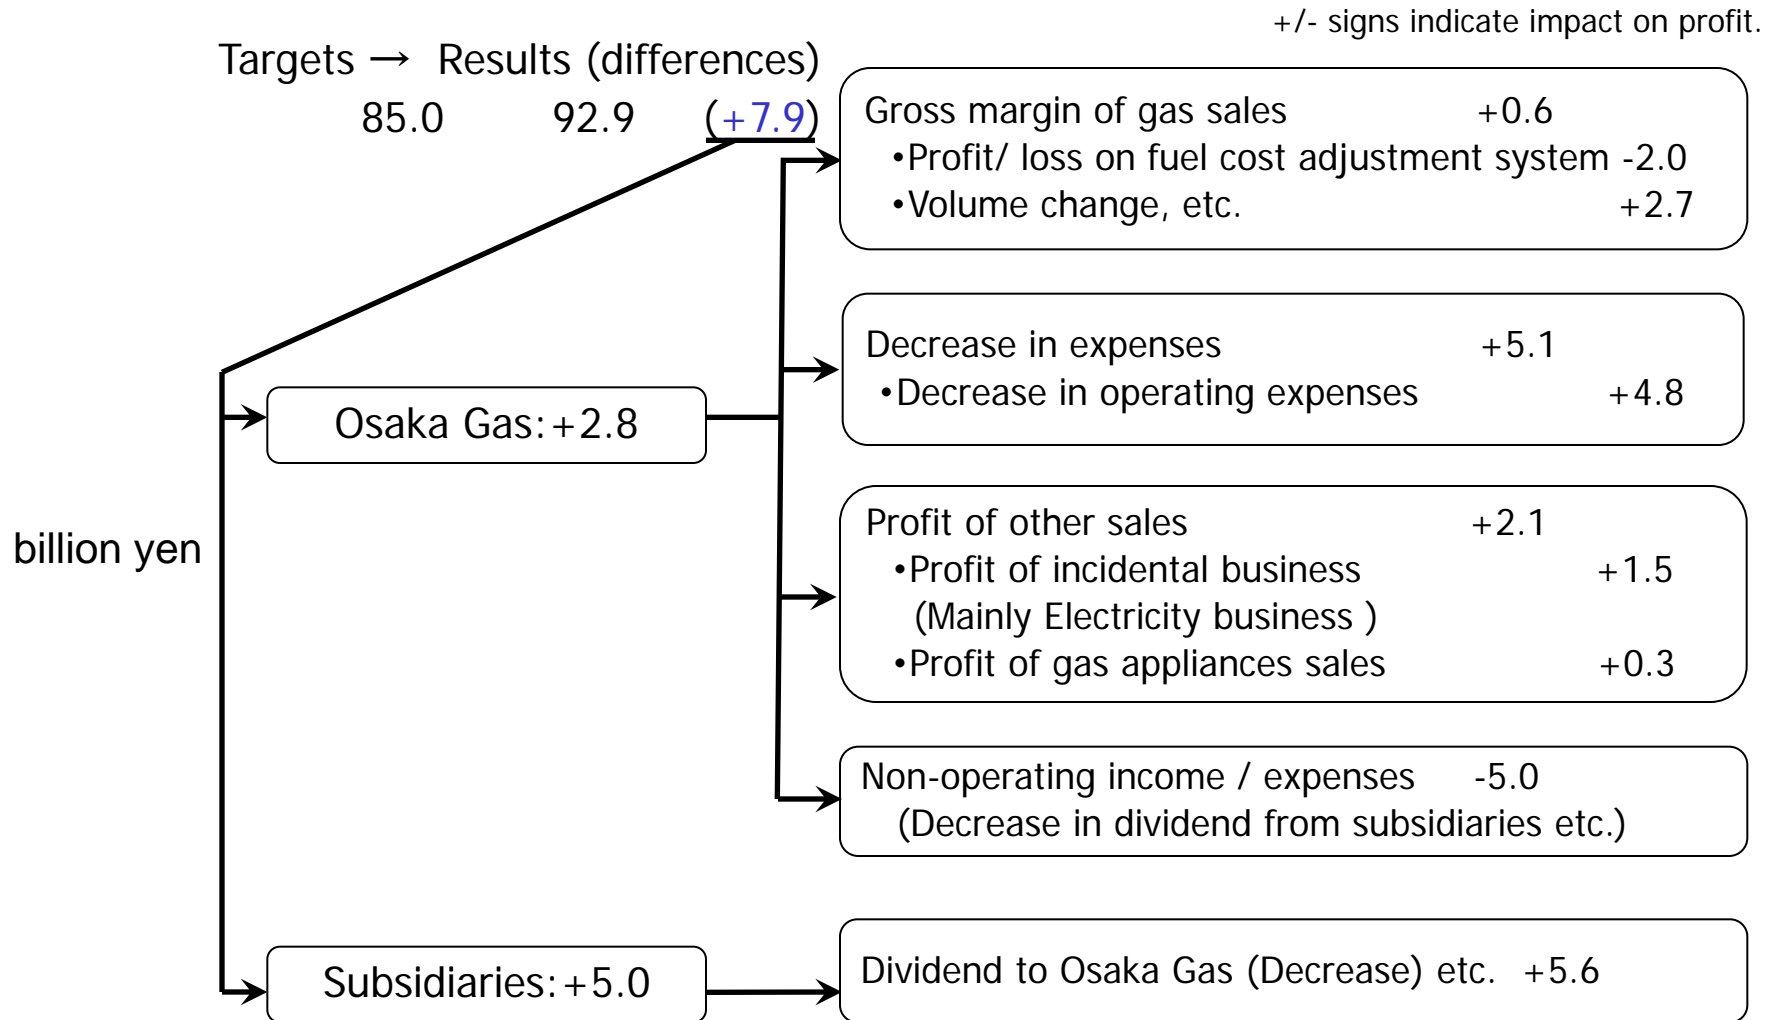 +/- signs indicate impact on profit.
Targets → Results (differences)
85.0 92.9 (+7.9)
Gross margin of gas sales +0.6
•Profit/ loss on fuel cost adjustment system -2.0
•Volume change, etc. +2.7
Decrease in expenses +5.1
•Decrease in operating expenses +4.8
Osaka Gas:+2.8
Profit of other sales +2.1
•Profit of incidental business +1.5
(Mainly Electricity business )
•Profit of gas appliances sales +0.3
billion yen
Non-operating income / expenses -5.0
(Decrease in dividend from subsidiaries etc.)
Subsidiaries:+5.0
Dividend to Osaka Gas (Decrease) etc. +5.6